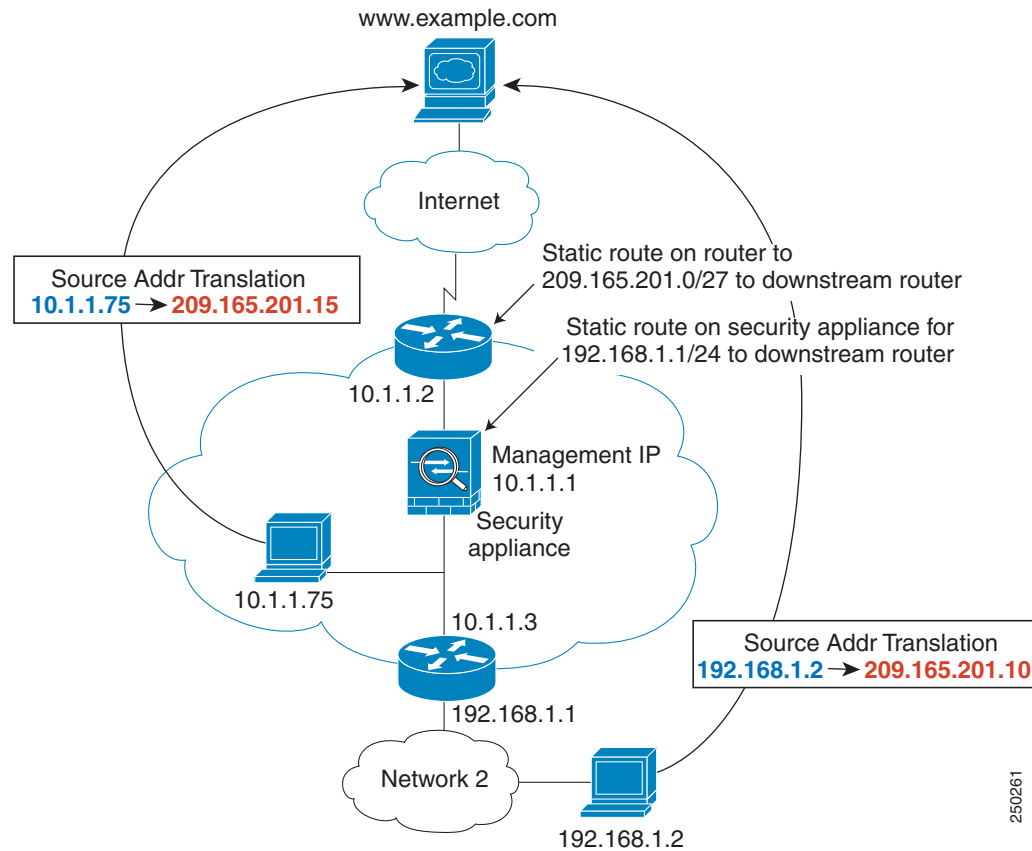 www.example.com
Internet
Static route on router to
209.165.201.0/27 to downstream router
Source Addr Translation
10.1.1.75 → 209.165.201.15
Static route on security appliance for
192.168.1.1/24 to downstream router
10.1.1.2
Management IP
10.1.1.1
Security
appliance
10.1.1.75
10.1.1.3
Source Addr Translation
192.168.1.2 → 209.165.201.10
192.168.1.1
Network 2
192.168.1.2
250261